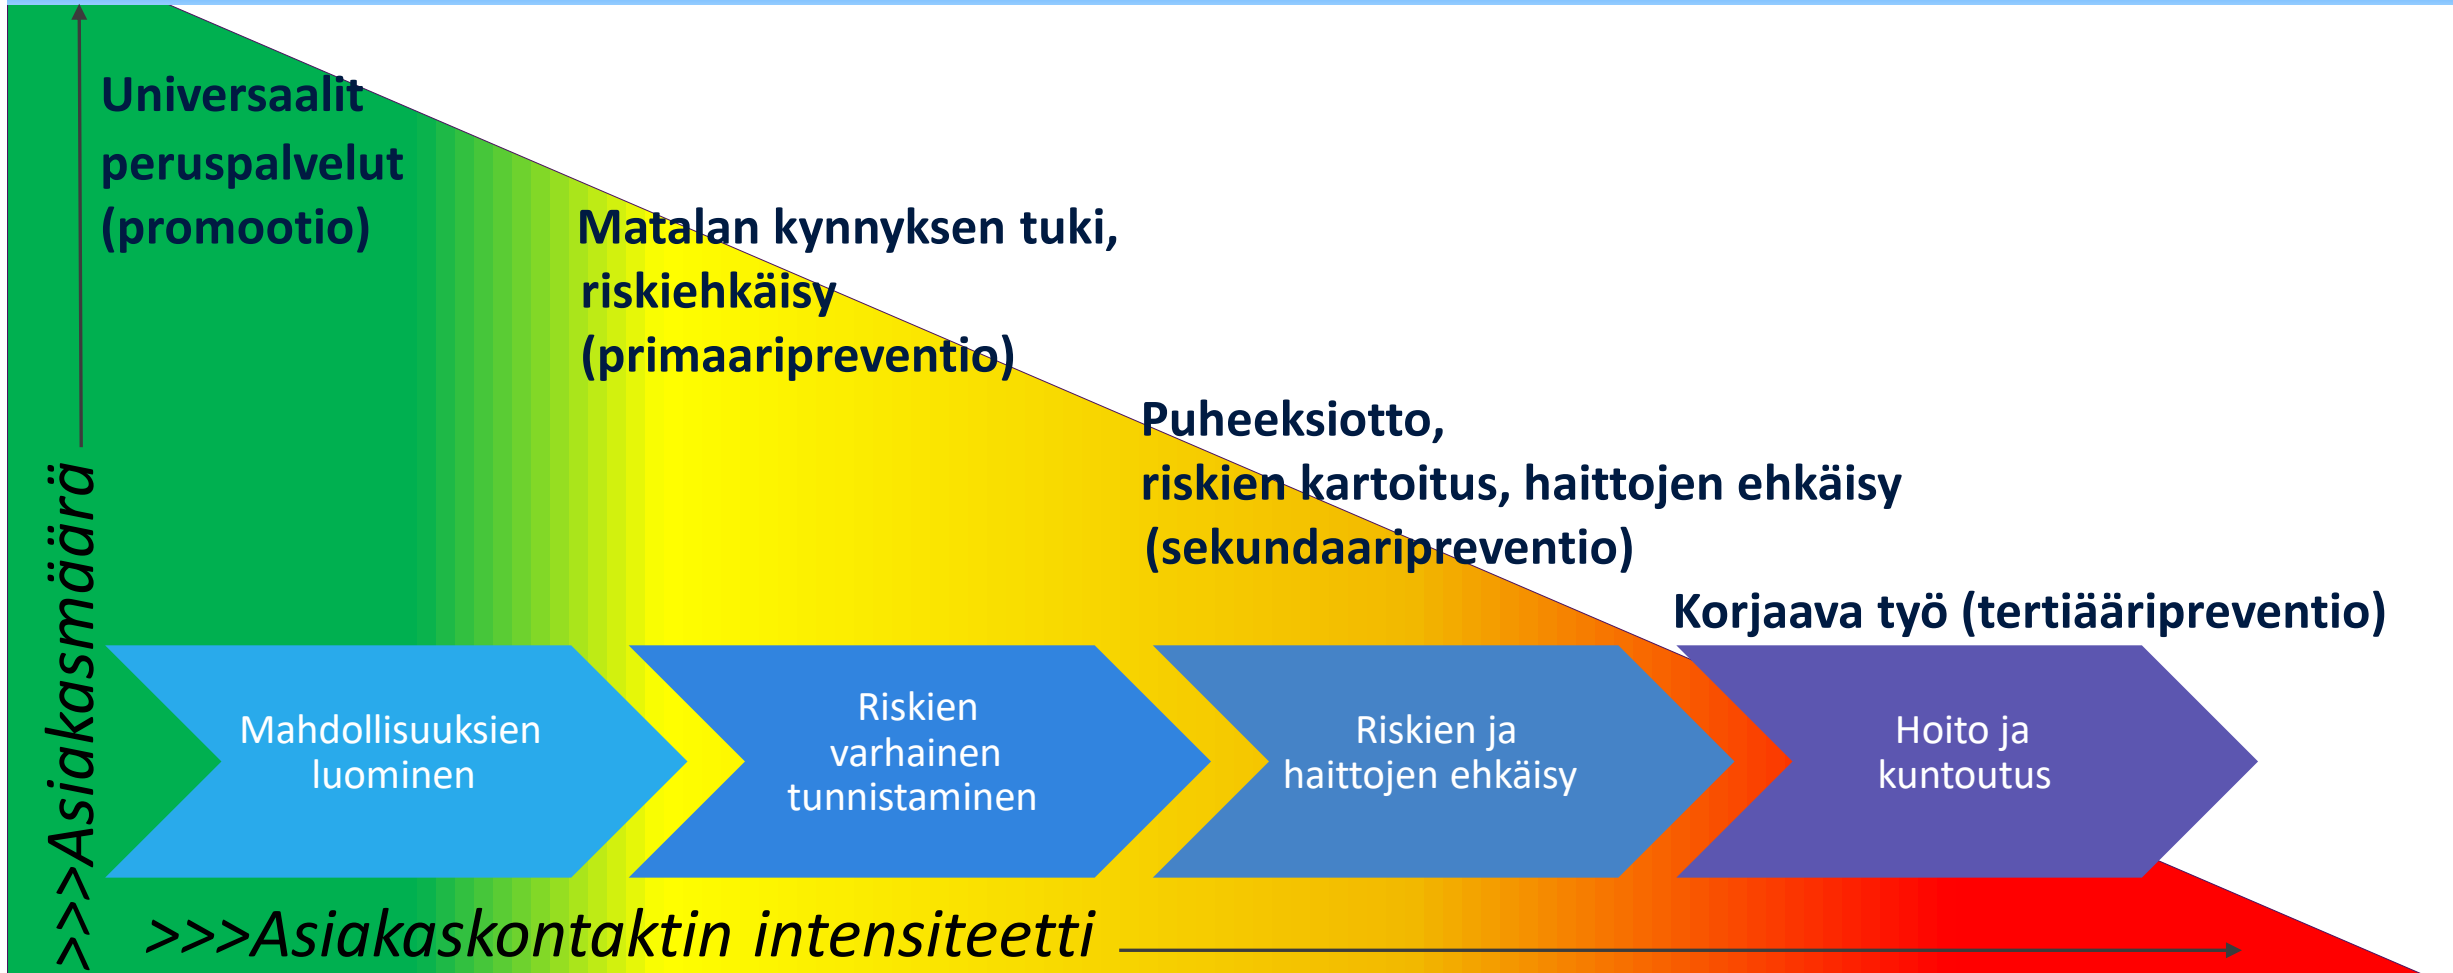 Universaalit
peruspalvelut
(promootio)
Matalan kynnyksen tuki,
riskiehkäisy
(primaaripreventio)
Puheeksiotto,
riskien kartoitus, haittojen ehkäisy
(sekundaaripreventio)
Korjaava työ (tertiääripreventio)
>>>Asiakasmäärä
Mahdollisuuksien
luominen
Riskien
varhainen
tunnistaminen
Riskien ja
haittojen ehkäisy
Hoito ja
kuntoutus
>>>Asiakaskontaktin intensiteetti